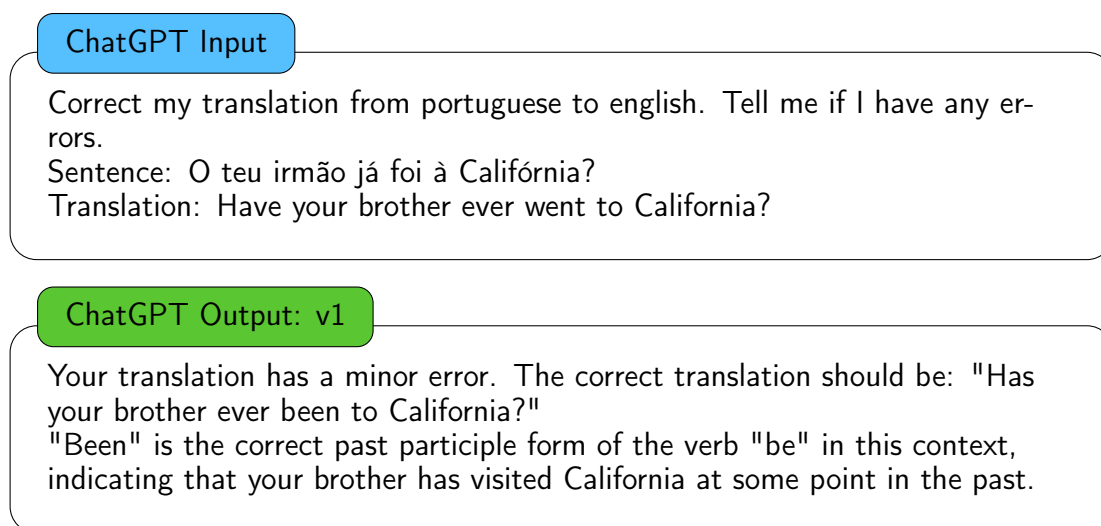 ChatGPT Input
Correct my translation from portuguese to english. Tell me if I have any er-
rors.
Sentence: O teu irmão já foi à Califórnia?
Translation: Have your brother ever went to California?
ChatGPT Output: v1
Your translation has a minor error. The correct translation should be: "Has
your brother ever been to California?"
"Been" is the correct past participle form of the verb "be" in this context,
indicating that your brother has visited California at some point in the past.